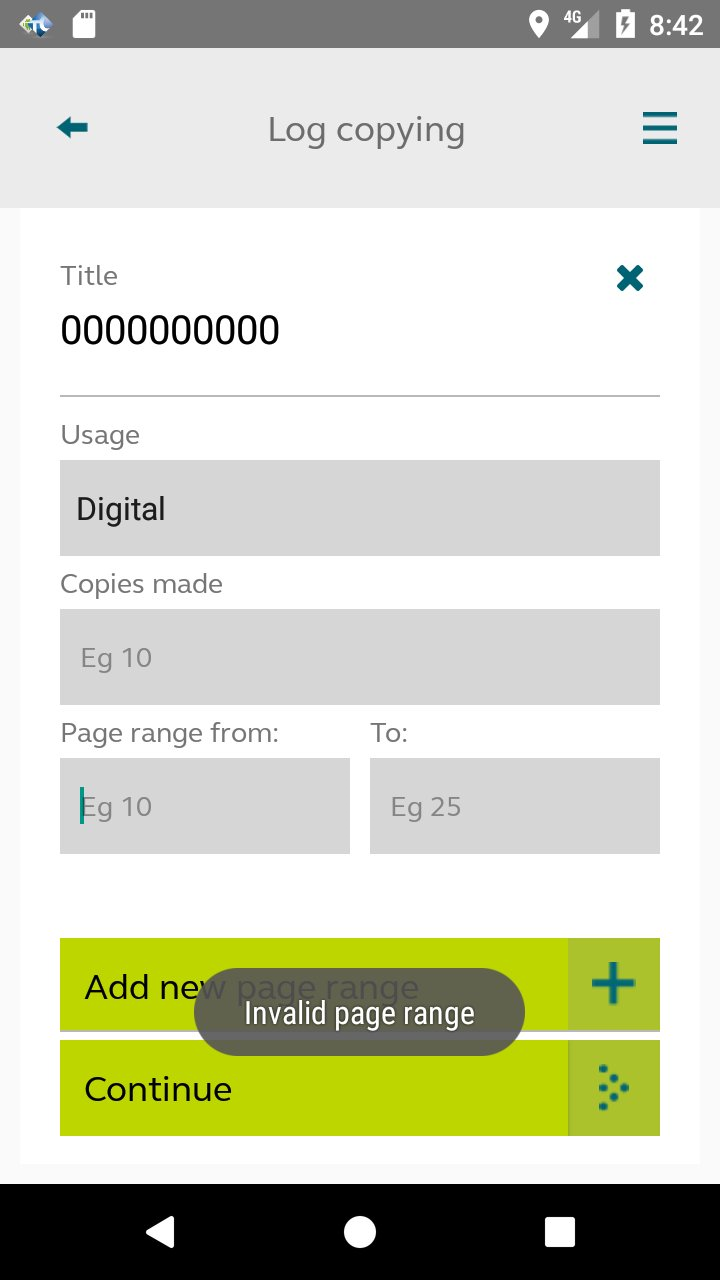 4G 8:42
Log copying
Title
0000000000
Usage
Digital
Copies made
Eg 10
Page range from: To:
Eg 10 Eg 25
Add new page range
Invalid page range
Continue